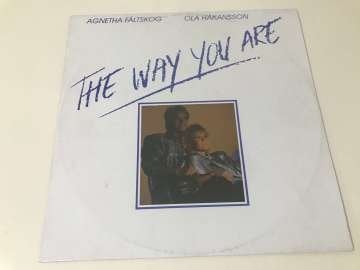 AGNETHA FÄLTSKOG OLA HÅKANSSON
THE WAY YOU ARE